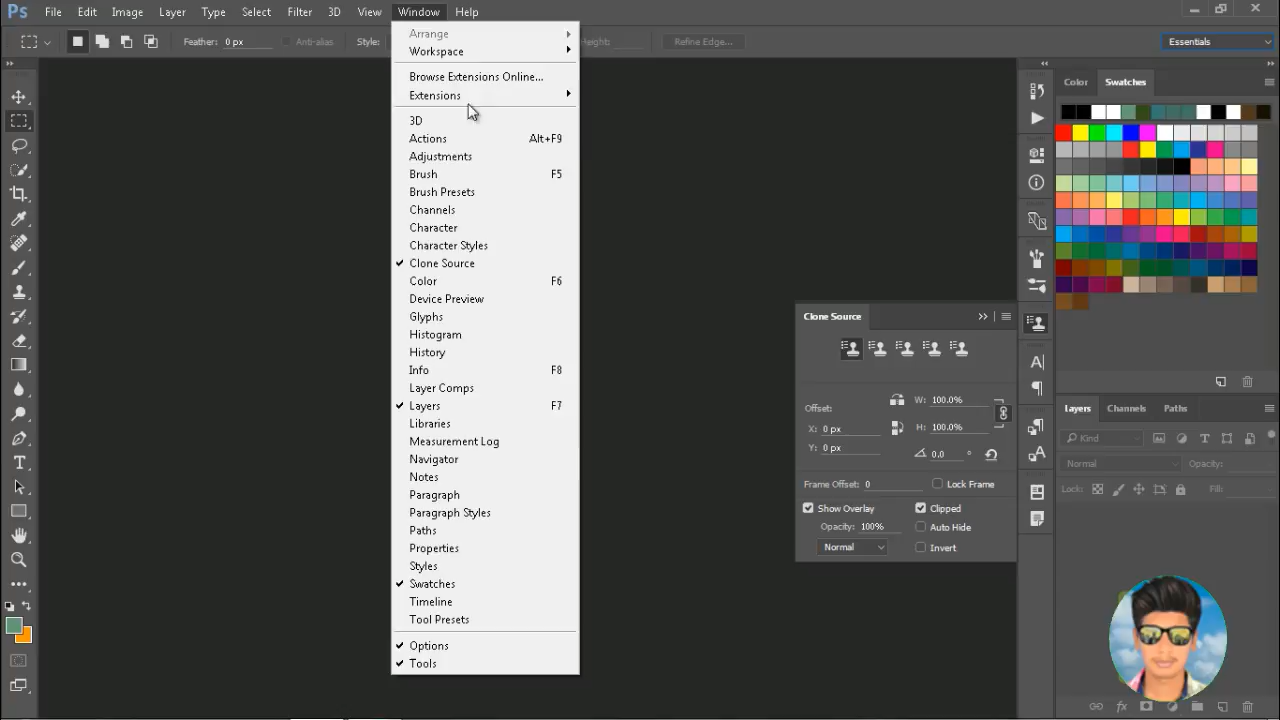 Ps File Edit Image Layer Type Select Filter 3D View Window Help
Feather: 0 px Anti-alias Style: Height: Refine Edge... Essentials
Arrange
Workspace
Browse Extensions Online...
Extensions
3D
Actions Alt+F9
Adjustments
Brush F5
Brush Presets
Channels
Character
Character Styles
Clone Source
Color F6
Device Preview
Glyphs
Histogram
History
Info F8
Layer Comps
Layers F7
Libraries
Measurement Log
Navigator
Notes
Paragraph
Paragraph Styles
Paths
Properties
Styles
Swatches
Timeline
Tool Presets
Options
Tools
Clone Source
Offset:
X: 0 px
Y: 0 px
W: 100.0%
H: 100.0%
0.0 °
Frame Offset: 0 Lock Frame
Show Overlay Clipped
Opacity: 100% Auto Hide
Normal Invert
Color Swatches
Layers Channels Paths
Kind
Normal Opacity:
Lock: Fill: